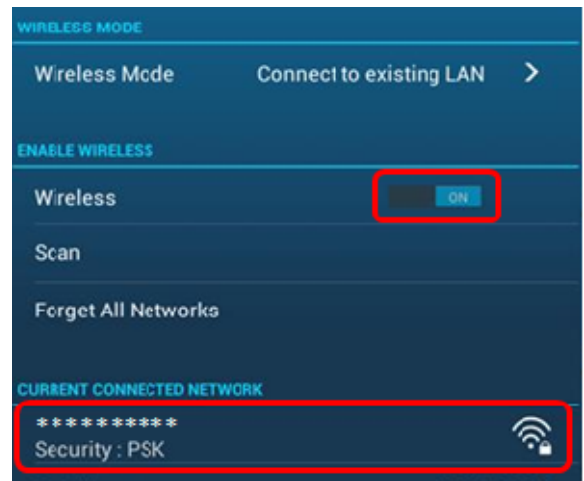 WIRELESS MODE
Wireless Mode Connect to existing LAN >
ENABLE WIRELESS
Wireless ON
Scan
Forget All Networks
CURRENT CONNECTED NETWORK
**********
Security : PSK